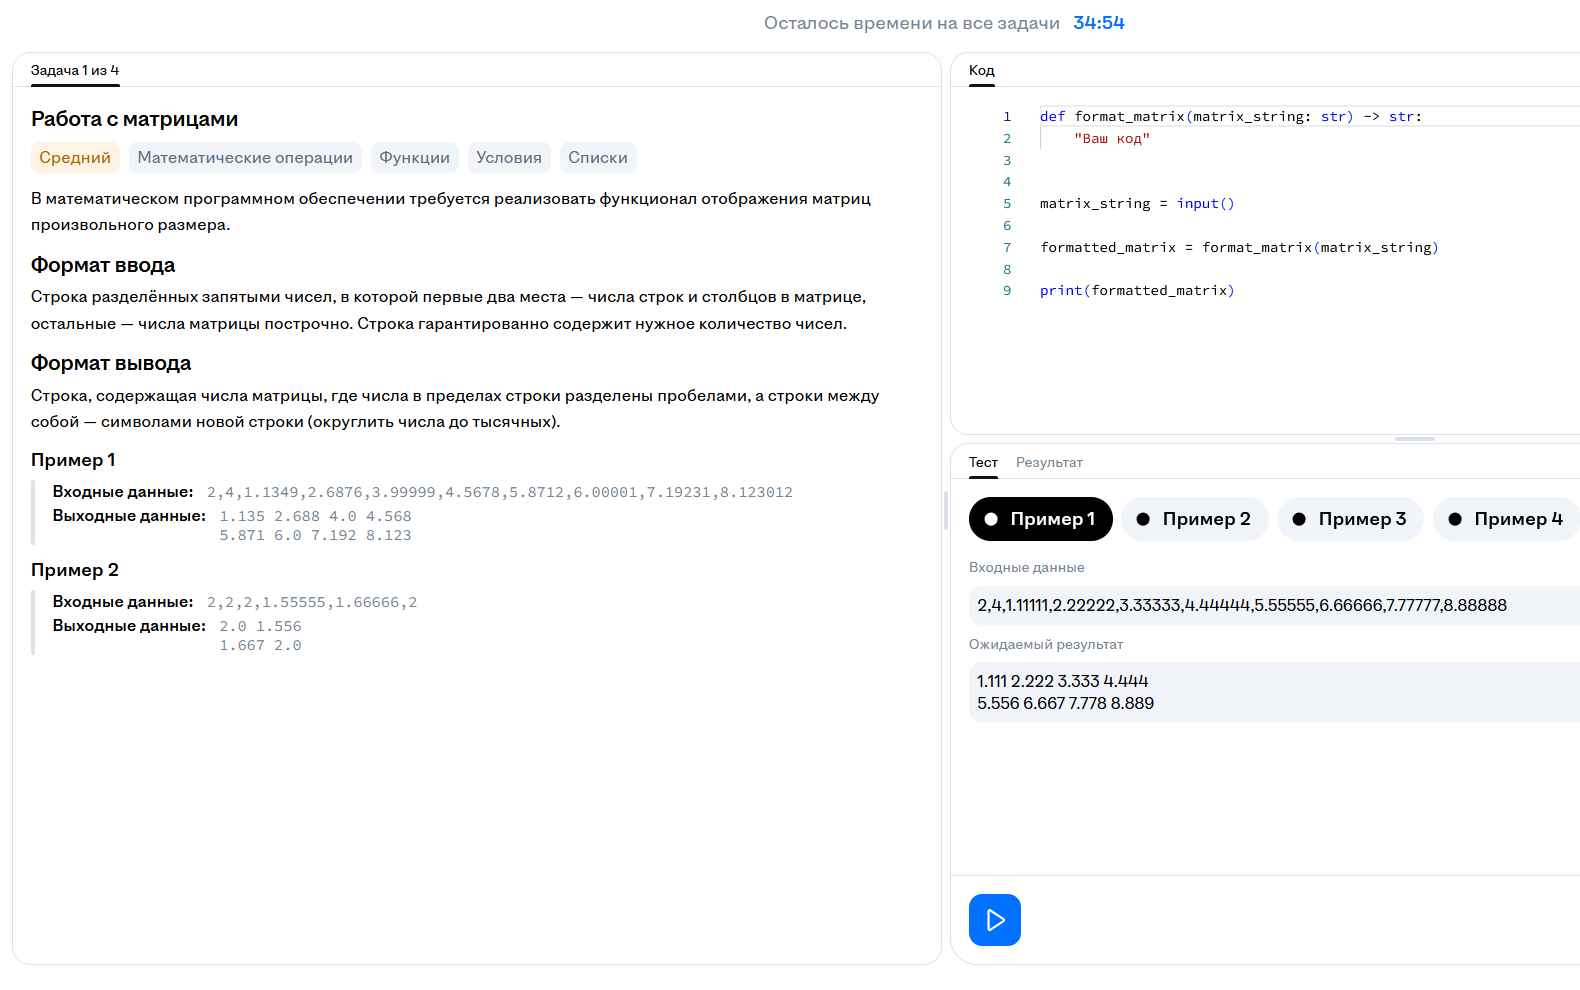 Осталось времени на все задачи 34:54
Задача 1 из 4
Работа с матрицами
Средний Математические операции Функции Условия Списки
В математическом программном обеспечении требуется реализовать функционал отображения матриц
произвольного размера.
Формат ввода
Строка разделённых запятыми чисел, в которой первые два места — числа строк и столбцов в матрице,
остальные — числа матрицы построчно. Строка гарантированно содержит нужное количество чисел.
Формат вывода
Строка, содержащая числа матрицы, где числа в пределах строки разделены пробелами, а строки между
собой — символами новой строки (округлить числа до тысячных).
Пример 1
Входные данные: 2,4,1.1349,2.6876,3.99999,4.5678,5.8712,6.00001,7.19231,8.123012
Выходные данные: 1.135 2.688 4.0 4.568
5.871 6.0 7.192 8.123
Пример 2
Входные данные: 2,2,2,1.55555,1.66666,2
Выходные данные: 2.0 1.556
1.667 2.0
Код
1 def format_matrix(matrix_string: str) -> str:
2 "Ваш код"
3
4
5 matrix_string = input()
6
7 formatted_matrix = format_matrix(matrix_string)
8
9 print(formatted_matrix)
Тест Результат
Пример 1 Пример 2 Пример 3 Пример 4
Входные данные
2,4,1.11111,2.22222,3.33333,4.44444,5.55555,6.66666,7.77777,8.88888
Ожидаемый результат
1.111 2.222 3.333 4.444
5.556 6.667 7.778 8.889